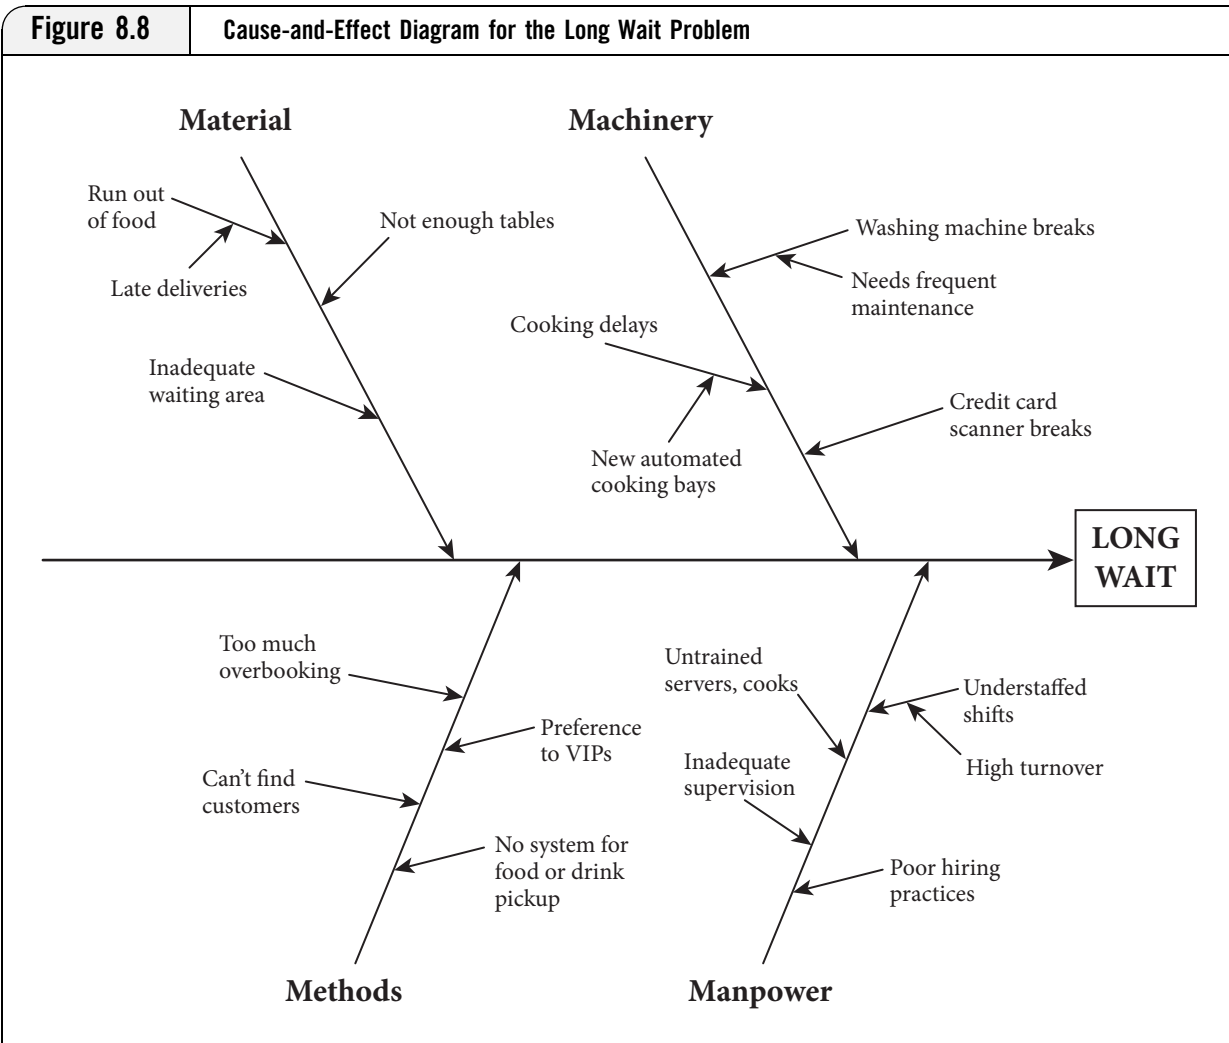 Figure 8.8
Cause-and-Effect Diagram for the Long Wait Problem
Material
Machinery
Run out
of food
Not enough tables
Late deliveries
Inadequate
waiting area
Washing machine breaks
Needs frequent
maintenance
Cooking delays
New automated
cooking bays
Credit card
scanner breaks
LONG
WAIT
Too much
overbooking
Preference
to VIPs
Can't find
customers
No system for
food or drink
pickup
Untrained
servers, cooks
Understaffed
shifts
High turnover
Inadequate
supervision
Poor hiring
practices
Methods
Manpower